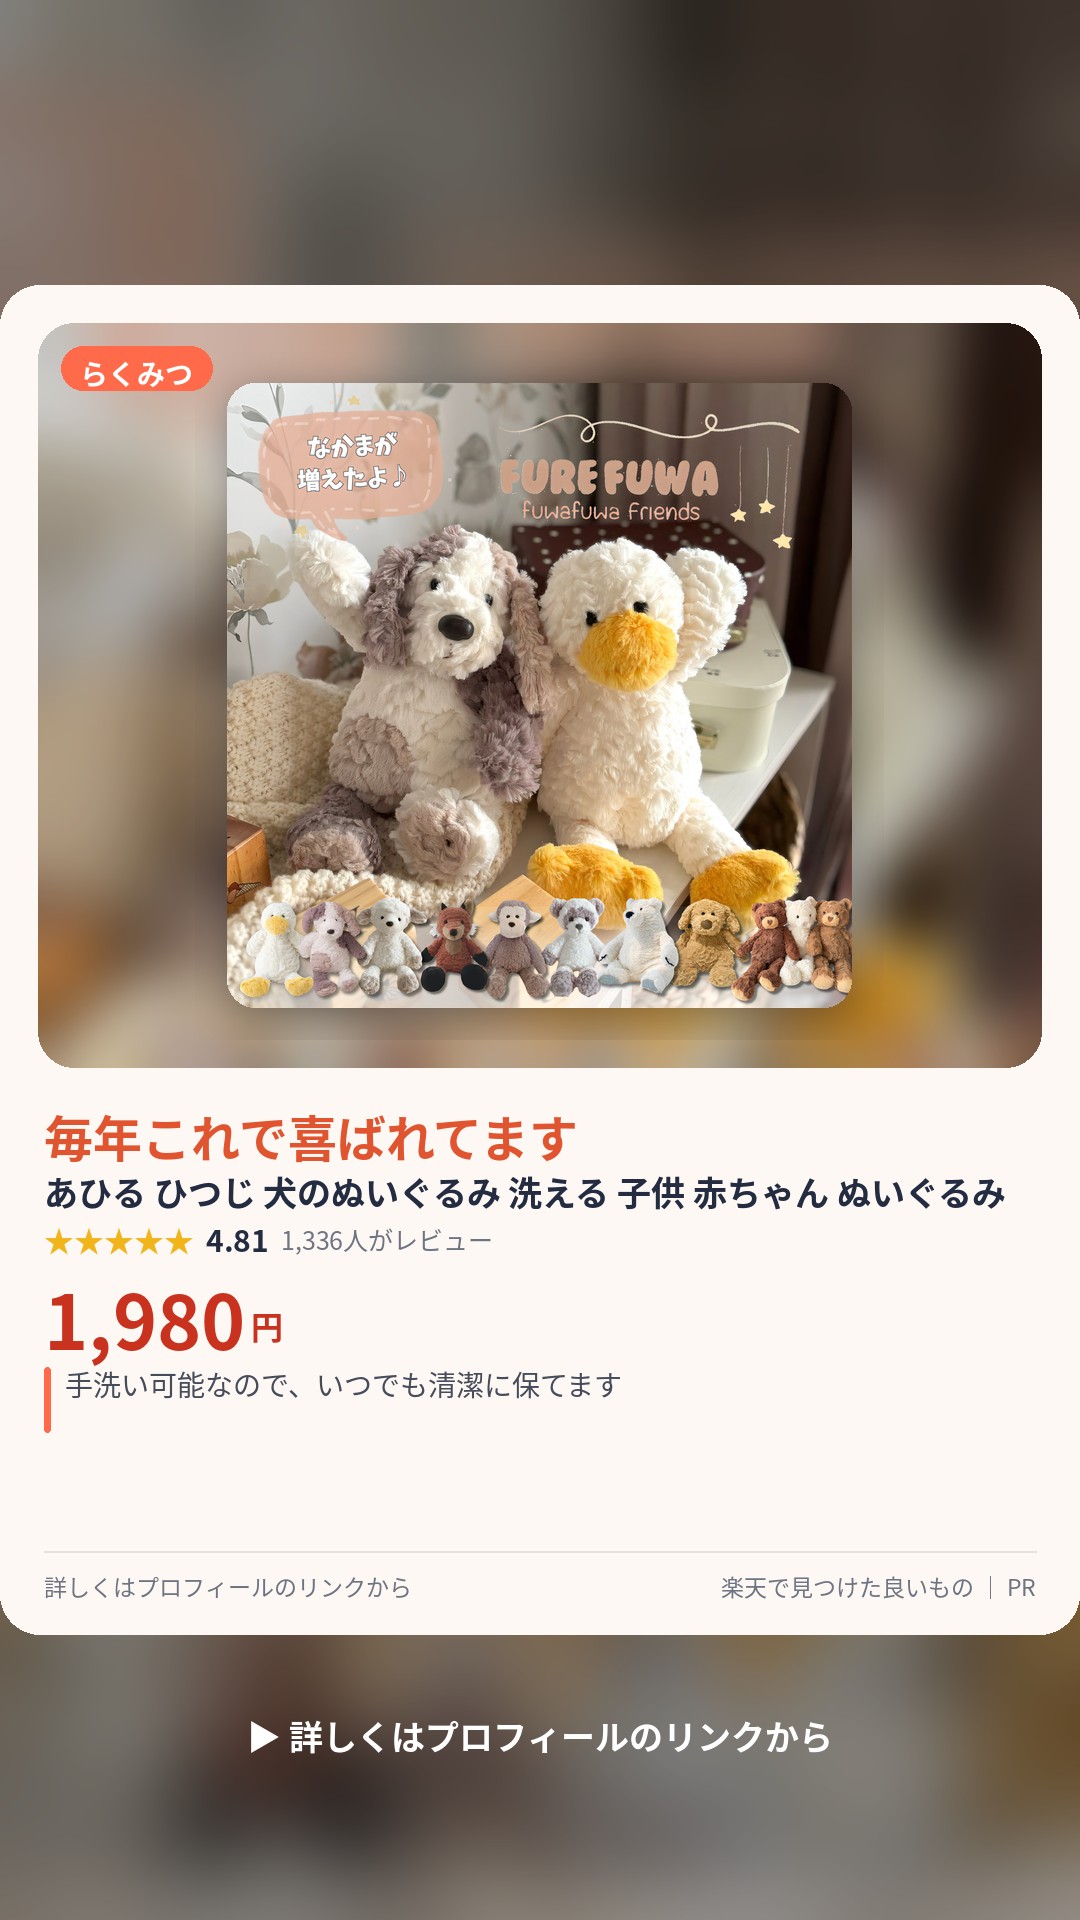 らくみつ
なかまが
増えたよ♪
FURE FUWA
fuwafuwa Friends
毎年これで喜ばれてます
あひる ひつじ 犬のぬいぐるみ 洗える 子供 赤ちゃん ぬいぐるみ
★★★★★ 4.81 1,336人がレビュー
1,980円
手洗い可能なので、いつでも清潔に保てます
詳しくはプロフィールのリンクから
楽天で見つけた良いもの｜PR
▶ 詳しくはプロフィールのリンクから